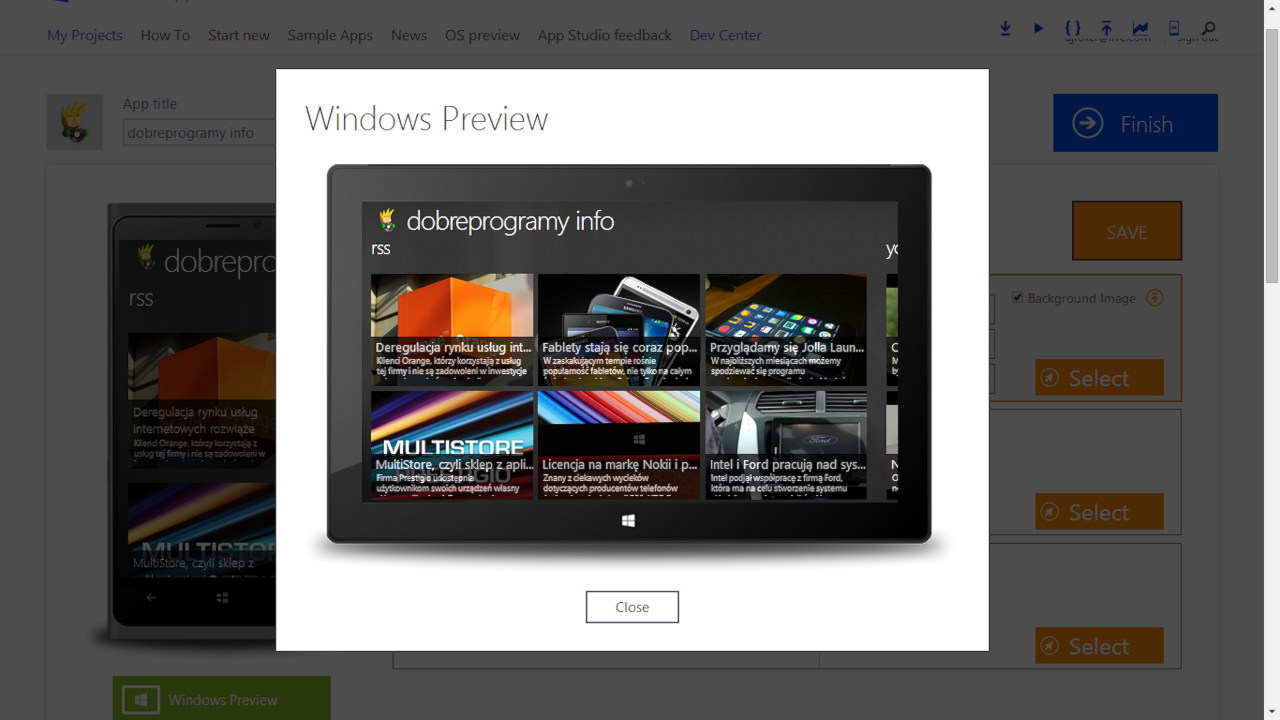 My Projects How To Start new Sample Apps News OS preview App Studio feedback Dev Center
Sign out
App title
dobreprogramy info
Finish
Windows Preview
dobreprogramy info
rss
Deregulacja rynku usług int...
Klienci Orange, którzy korzystają z usług
tej firmy i nie są zadowoleni w inwestycje
Fablety stają się coraz pop...
W zaskakującym tempie rośnie
popularność fabletów, nie tylko na całym
Przyglądamy się Jolla Laun...
W najbliższych miesiącach możemy
spodziewać się programu
MULTISTORE
MultiStore, czyli sklep z apli...
Firma Prestigio udostępnia
użytkownikom swoich urządzeń własny
Licencja na markę Nokii i p...
Znany z ciekawych wycieków
dotyczących producentów telefonów
Ford
Intel i Ford pracują nad sys...
Intel podjął współpracę z firmą Ford,
która ma na celu stworzenie systemu
Close
dobrepro
rss
Deregulacja rynku usług
internetowych rozwiąże
Klienci Orange, którzy korzystają z
usług tej firmy i nie są zadowoleni w
MULTISTOR
MultiStore, czyli sklep z
Windows Preview
SAVE
Background Image
Select
Select
Select